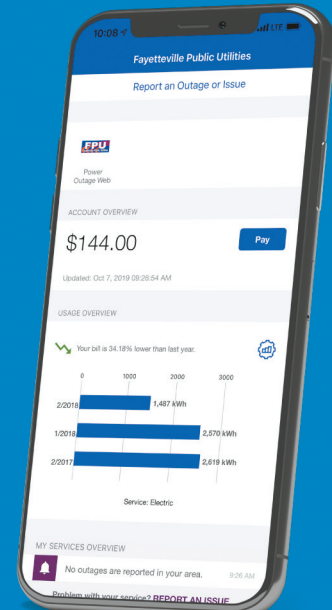 10:08
LTE
Fayetteville Public Utilities
Report an Outage or Issue
FPU
Power
Outage Web
ACCOUNT OVERVIEW
$144.00
Pay
Updated: Oct 7, 2019 09:26:54 AM
USAGE OVERVIEW
Your bill is 34.18% lower than last year.
0 1000 2000 3000
2/2018 1,487 kWh
1/2018 2,570 kWh
2/2017 2,619 kWh
Service: Electric
MY SERVICES OVERVIEW
No outages are reported in your area. 9:26 AM
Problem with your service? REPORT AN ISSUE